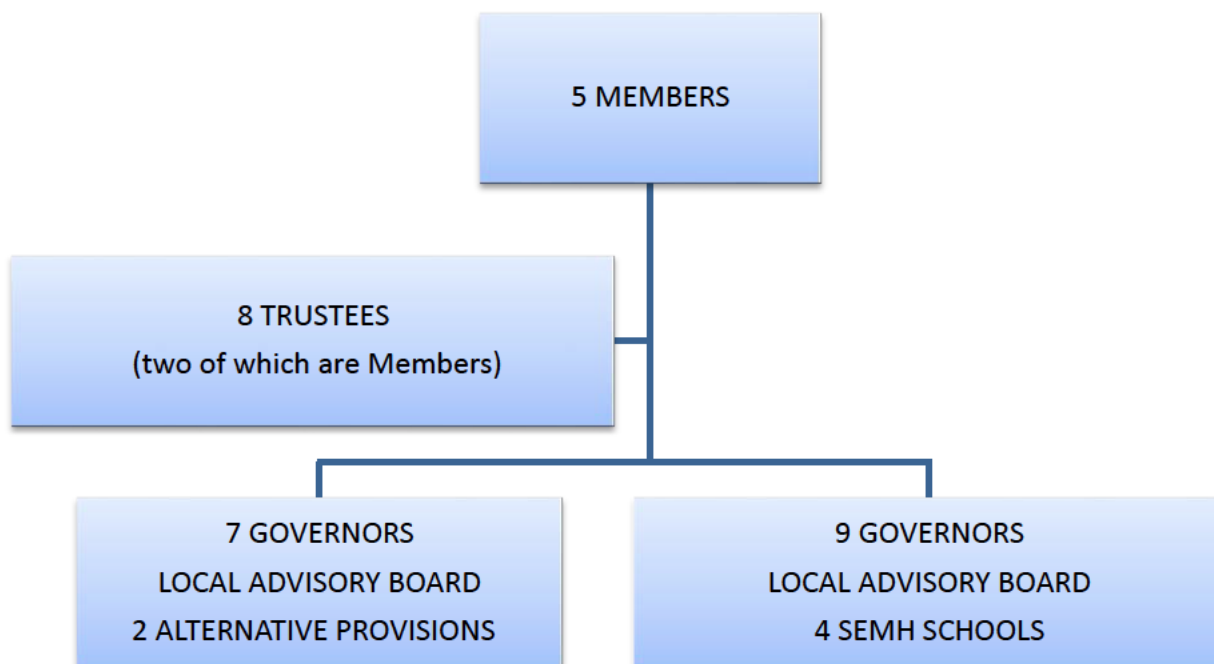 5 MEMBERS
8 TRUSTEES
(two of which are Members)
7 GOVERNORS
LOCAL ADVISORY BOARD
2 ALTERNATIVE PROVISIONS
9 GOVERNORS
LOCAL ADVISORY BOARD
4 SEMH SCHOOLS